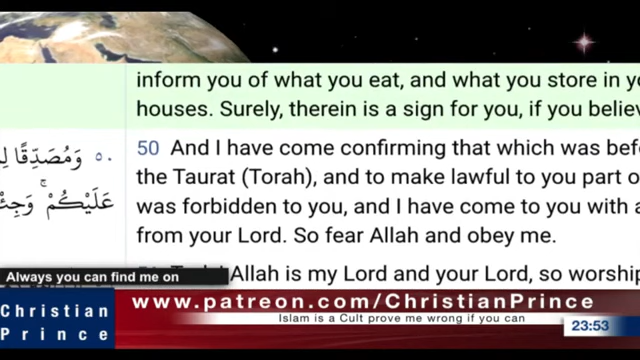 inform you of what you eat, and what you store in yo
houses. Surely, therein is a sign for you, if you believ
وَمُصَدِّقًا لِ ٥٠
50 And I have come confirming that which was bef
the Taurat (Torah), and to make lawful to you part o
عَلَيْكُمْ ۚ وَجِئْ
was forbidden to you, and I have come to you with a
from your Lord. So fear Allah and obey me.
Allah is my Lord and your Lord, so worship
Always you can find me on
Christian
Prince
www.patreon.com/ChristianPrince
Islam is a Cult prove me wrong if you can
23:53